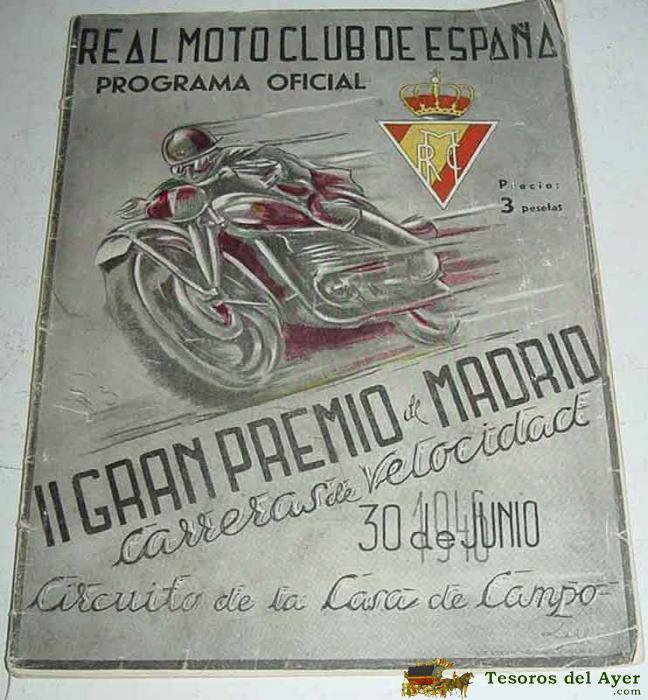 REAL MOTO CLUB DE ESPAÑA
PROGRAMA OFICIAL
RMCE
Precio:
3 pesetas
II GRAN PREMIO de MADRID
carreras de velocidad
1946
30 de JUNIO
Circuito de la Casa de Campo
Tesoros del Ayer
.com